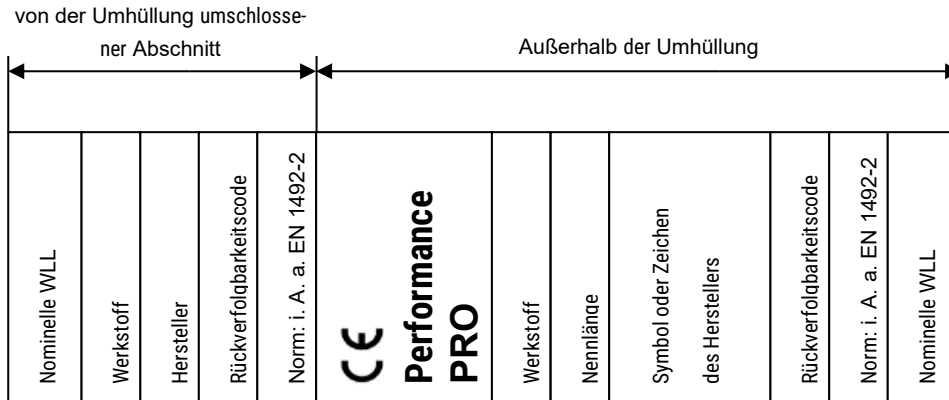 von der Umhüllung umschlosse-
ner Abschnitt
Außerhalb der Umhüllung
Nominelle WLL
Werkstoff
Hersteller
Rückverfolgbarkeitscode
Norm: i. A. a. EN 1492-2
CE
Performance
PRO
Werkstoff
Nennlänge
Symbol oder Zeichen
des Herstellers
Rückverfolgbarkeitscode
Norm: i. A. a. EN 1492-2
Nominelle WLL